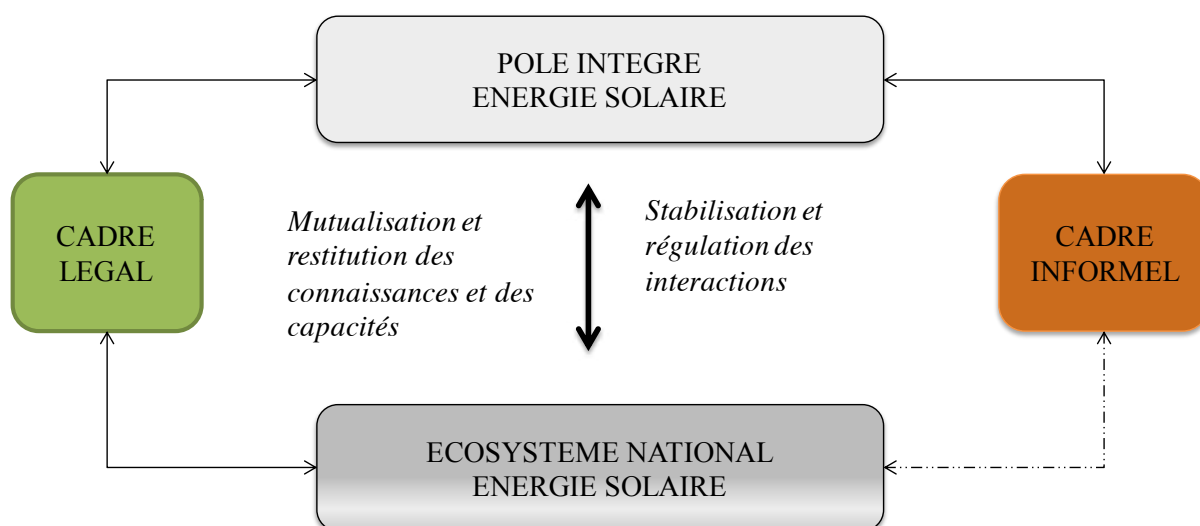 POLE INTEGRE
ENERGIE SOLAIRE
CADRE
LÉGAL
Mutualisation et
restitution des
connaissances et des
capacités
Stabilisation et
régulation des
interactions
CADRE
INFORMEL
ECOSYSTEME NATIONAL
ENERGIE SOLAIRE